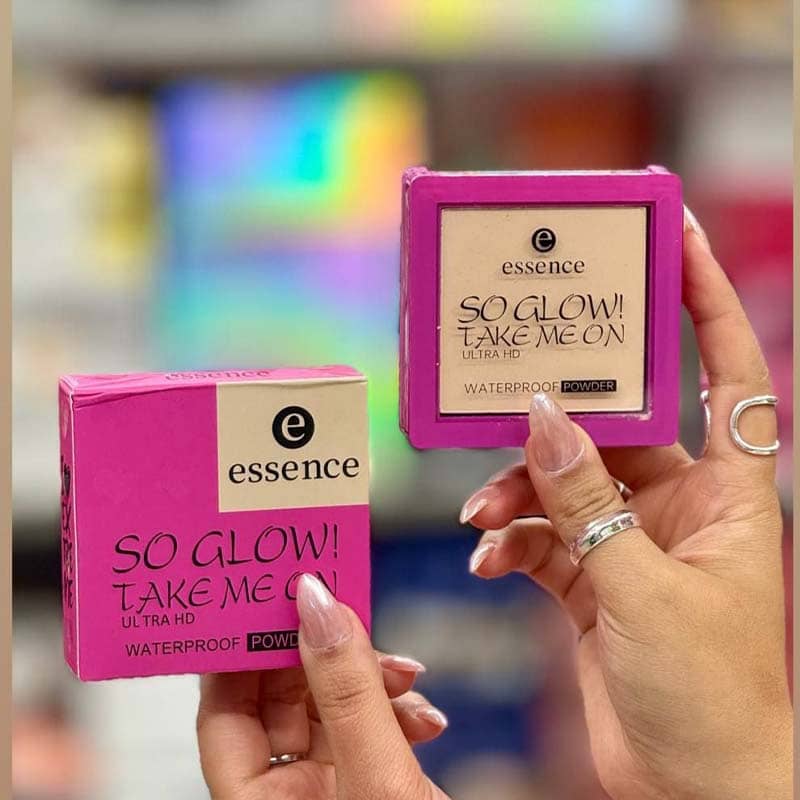 essence
e
essence
SO GLOW!
TAKE ME ON
ULTRA HD
WATERPROOF POWD
e
essence
SO GLOW!
TAKE ME ON
ULTRA HD
WATERPROOF POWDER